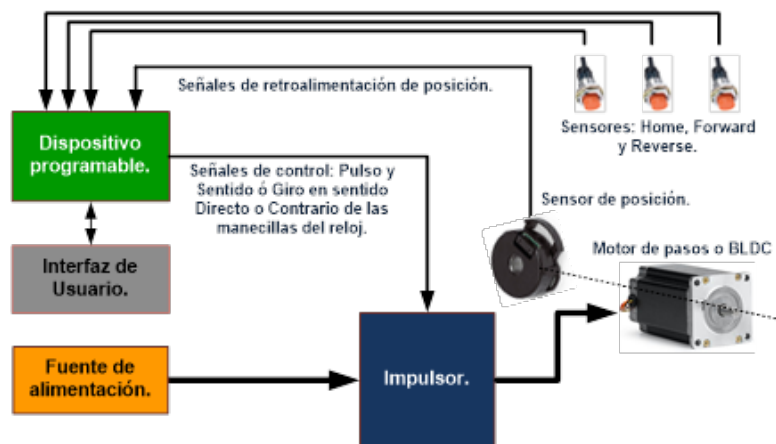 Señales de retroalimentación de posición.
Sensores: Home, Forward
y Reverse.
Dispositivo
programable.
Señales de control: Pulso y
Sentido ó Giro en sentido
Directo o Contrario de las
manecillas del reloj.
Sensor de posición.
Motor de pasos o BLDC
Interfaz de
Usuario.
Fuente de
alimentación.
Impulsor.